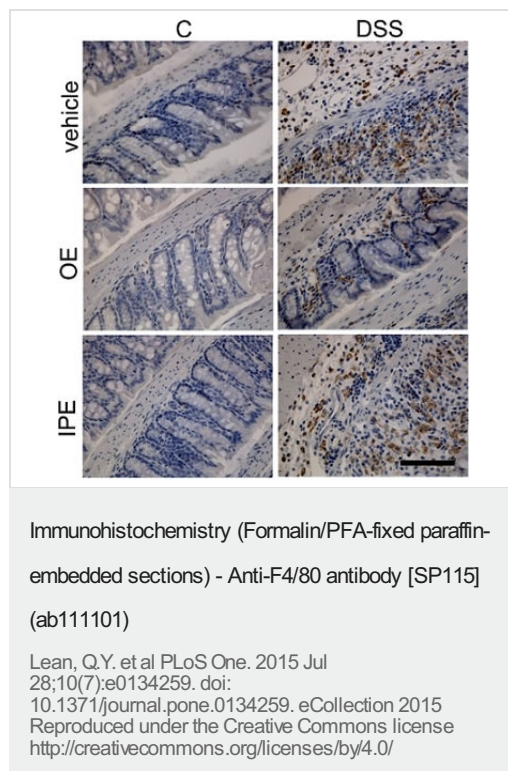 C DSS
vehicle
OE
IPE
Immunohistochemistry (Formalin/PFA-fixed paraffin-
embedded sections) - Anti-F4/80 antibody [SP115]
(ab111101)
Lean, Q.Y. et al PLoS One. 2015 Jul
28;10(7):e0134259. doi:
10.1371/journal.pone.0134259. eCollection 2015
Reproduced under the Creative Commons license
http://creativecommons.org/licenses/by/4.0/